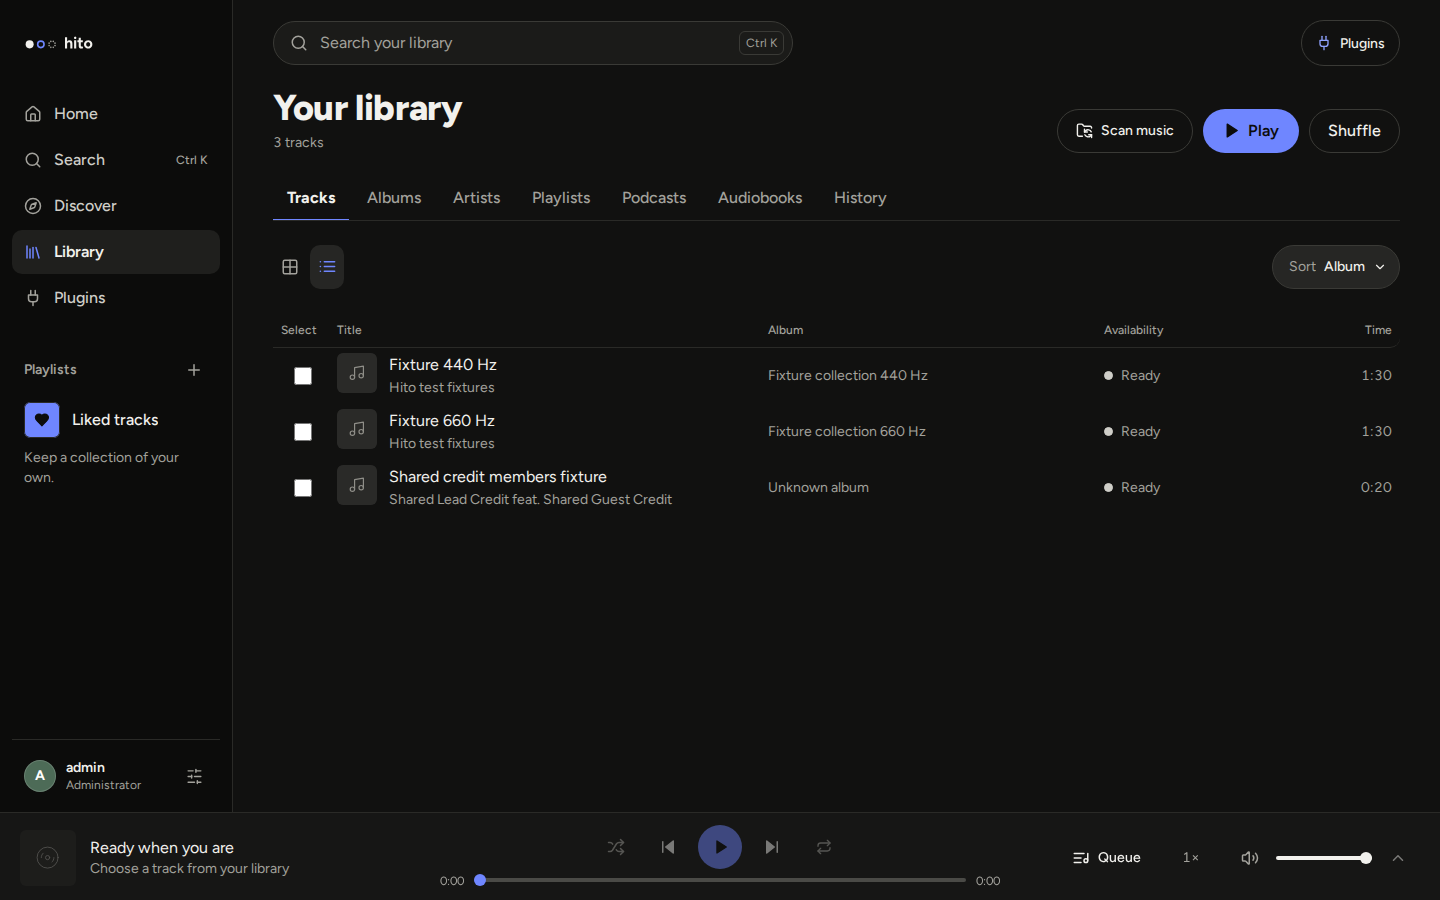 hito
Search your library
Ctrl K
Plugins
Home
Search Ctrl K
Discover
Library
Plugins
Playlists
Liked tracks
Keep a collection of your
own.
admin
A
Administrator
Your library
3 tracks
Scan music
Play
Shuffle
Tracks Albums Artists Playlists Podcasts Audiobooks History
Sort Album
Select Title Album Availability Time
Fixture 440 Hz
Hito test fixtures
Fixture collection 440 Hz Ready 1:30
Fixture 660 Hz
Hito test fixtures
Fixture collection 660 Hz Ready 1:30
Shared credit members fixture
Shared Lead Credit feat. Shared Guest Credit
Unknown album Ready 0:20
Ready when you are
Choose a track from your library
0:00 0:00
Queue 1×